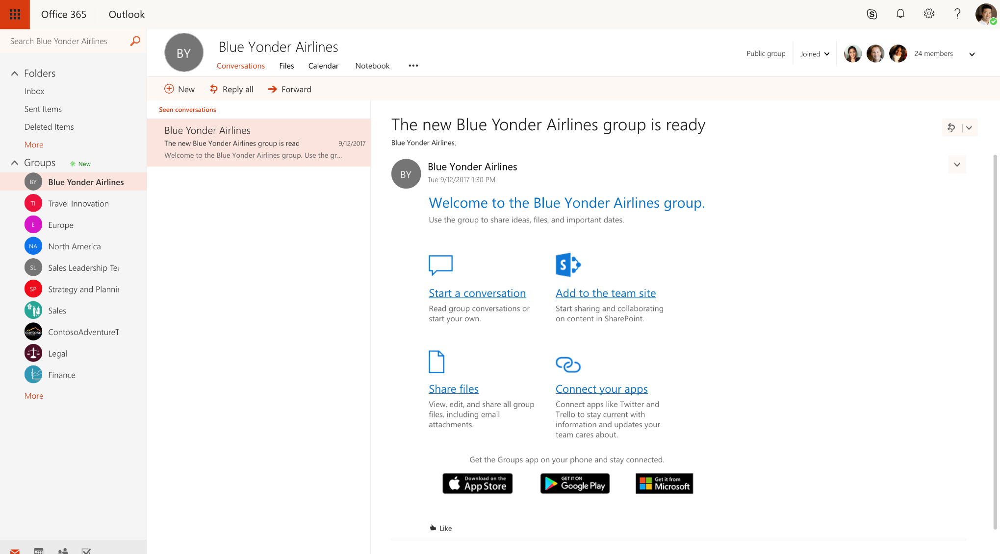 Office 365
Outlook
Search Blue Yonder Airlines
Folders
Inbox
Sent Items
Deleted Items
More
Groups
New
BY
Blue Yonder Airlines
TI
Travel Innovation
E
Europe
NA
North America
SL
Sales Leadership Te
SP
Strategy and Planni
Sales
contoso
ContosoAdventureT
Legal
Finance
More
BY
Blue Yonder Airlines
Conversations
Files
Calendar
Notebook
•••
Public group
Joined
24 members
New
Reply all
Forward
Seen conversations
Blue Yonder Airlines
The new Blue Yonder Airlines group is read
9/12/2017
Welcome to the Blue Yonder Airlines group. Use the gr...
The new Blue Yonder Airlines group is ready
Blue Yonder Airlines;
BY
Blue Yonder Airlines
Tue 9/12/2017 1:30 PM
Welcome to the Blue Yonder Airlines group.
Use the group to share ideas, files, and important dates.
Start a conversation
Read group conversations or
start your own.
Add to the team site
Start sharing and collaborating
on content in SharePoint.
Share files
View, edit, and share all group
files, including email
attachments.
Connect your apps
Connect apps like Twitter and
Trello to stay current with
information and updates your
team cares about.
Get the Groups app on your phone and stay connected.
Download on the
App Store
GET IT ON
Google Play
Get it from
Microsoft
Like